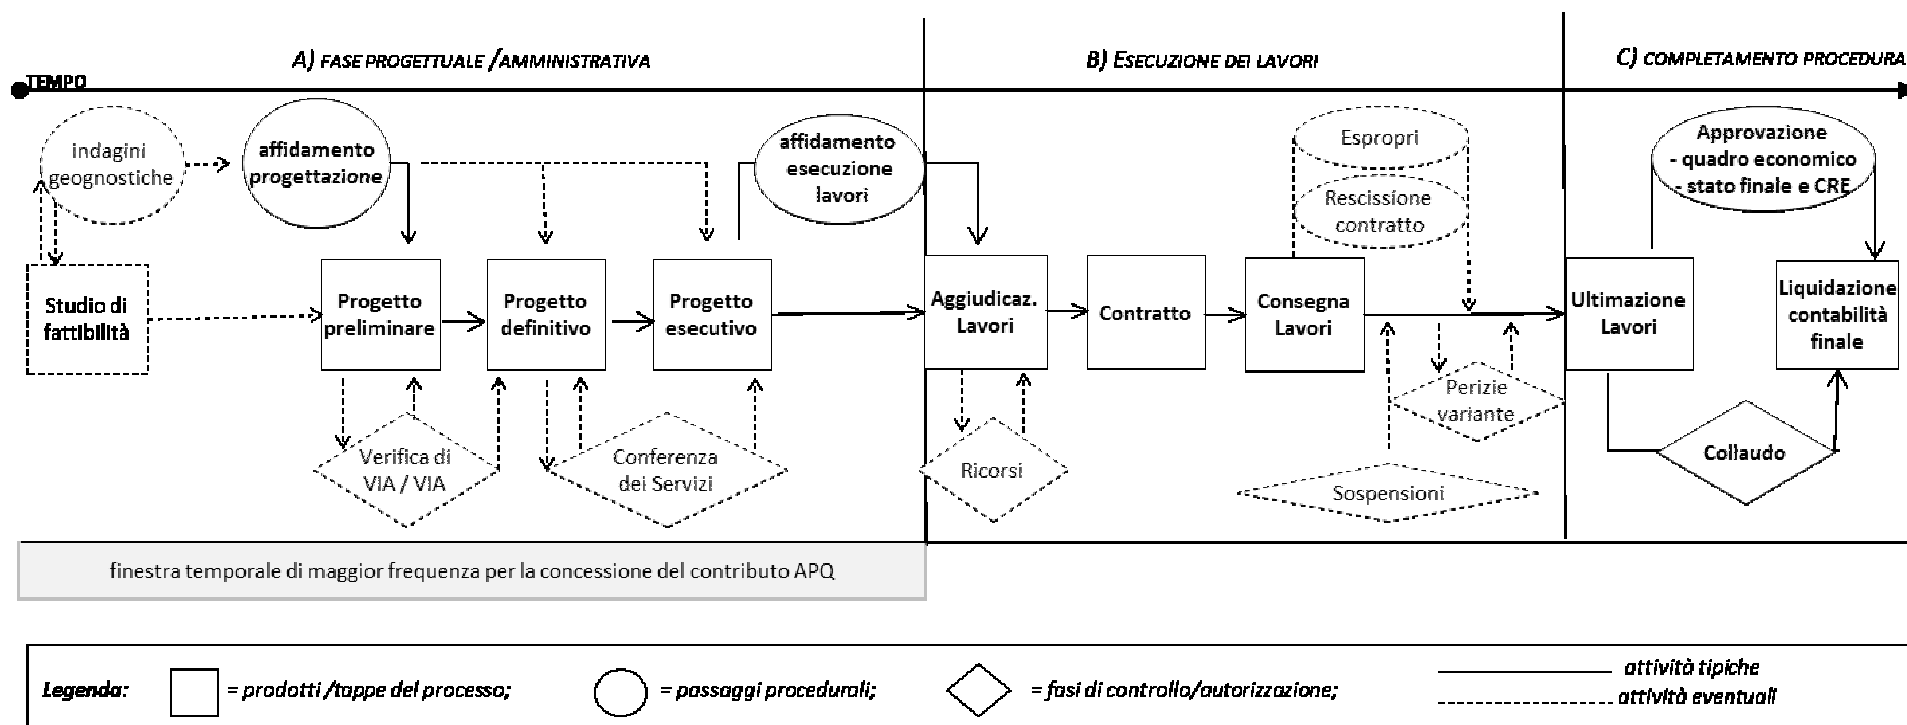 A) FASE PROGETTUALE /AMMINISTRATIVA
B) ESECUZIONE DEI LAVORI
C) COMPLETAMENTO PROCEDURA
TEMPO
indagini
geognostiche
affidamento
progettazione
affidamento
esecuzione
lavori
Espropri
Rescissione
contratto
Approvazione
- quadro economico
- stato finale e CRE
Studio di
fattibilità
Progetto
preliminare
Progetto
definitivo
Progetto
esecutivo
Aggiudicaz.
Lavori
Contratto
Consegna
Lavori
Ultimazione
Lavori
Liquidazione
contabilità
finale
Verifica di
VIA / VIA
Conferenza
dei Servizi
Ricorsi
Perizie
variante
Sospensioni
Collaudo
finestra temporale di maggior frequenza per la concessione del contributo APQ
Legenda:
= prodotti /tappe del processo;
= passaggi procedurali;
= fasi di controllo/autorizzazione;
attività tipiche
attività eventuali